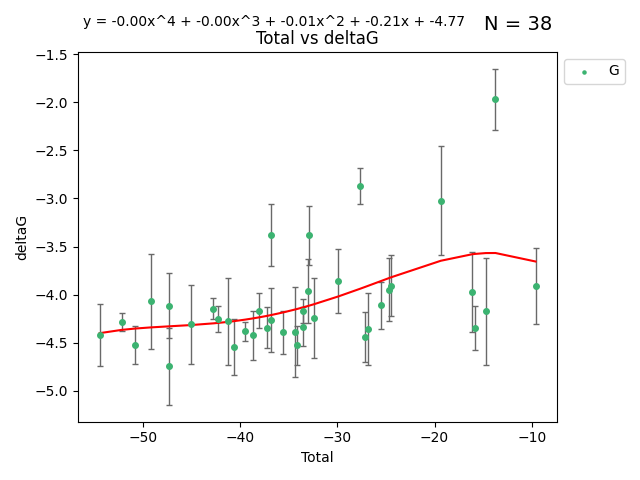 y = -0.00x^4 + -0.00x^3 + -0.01x^2 + -0.21x + -4.77 N = 38
Total vs deltaG
G
−1.5
−2.0
−2.5
−3.0
−3.5
−4.0
−4.5
−5.0
deltaG
−50 −40 −30 −20 −10
Total